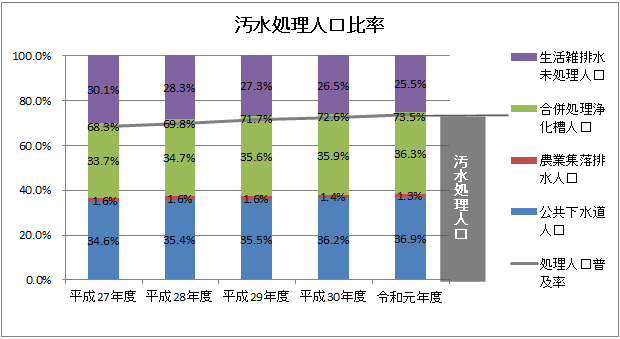 汚水処理人口比率
100.0%
80.0%
60.0%
40.0%
20.0%
0.0%
30.1%
28.3%
27.3%
26.5%
25.5%
68.3%
69.8%
71.7%
72.6%
73.5%
33.7%
34.7%
35.6%
35.9%
36.3%
1.6%
1.6%
1.6%
1.4%
1.3%
34.6%
35.4%
35.5%
36.2%
36.9%
平成27年度
平成28年度
平成29年度
平成30年度
令和元年度
汚水処理人口
生活雑排水
未処理人口
合併処理浄
化槽人口
農業集落排
水人口
公共下水道
人口
処理人口普
及率